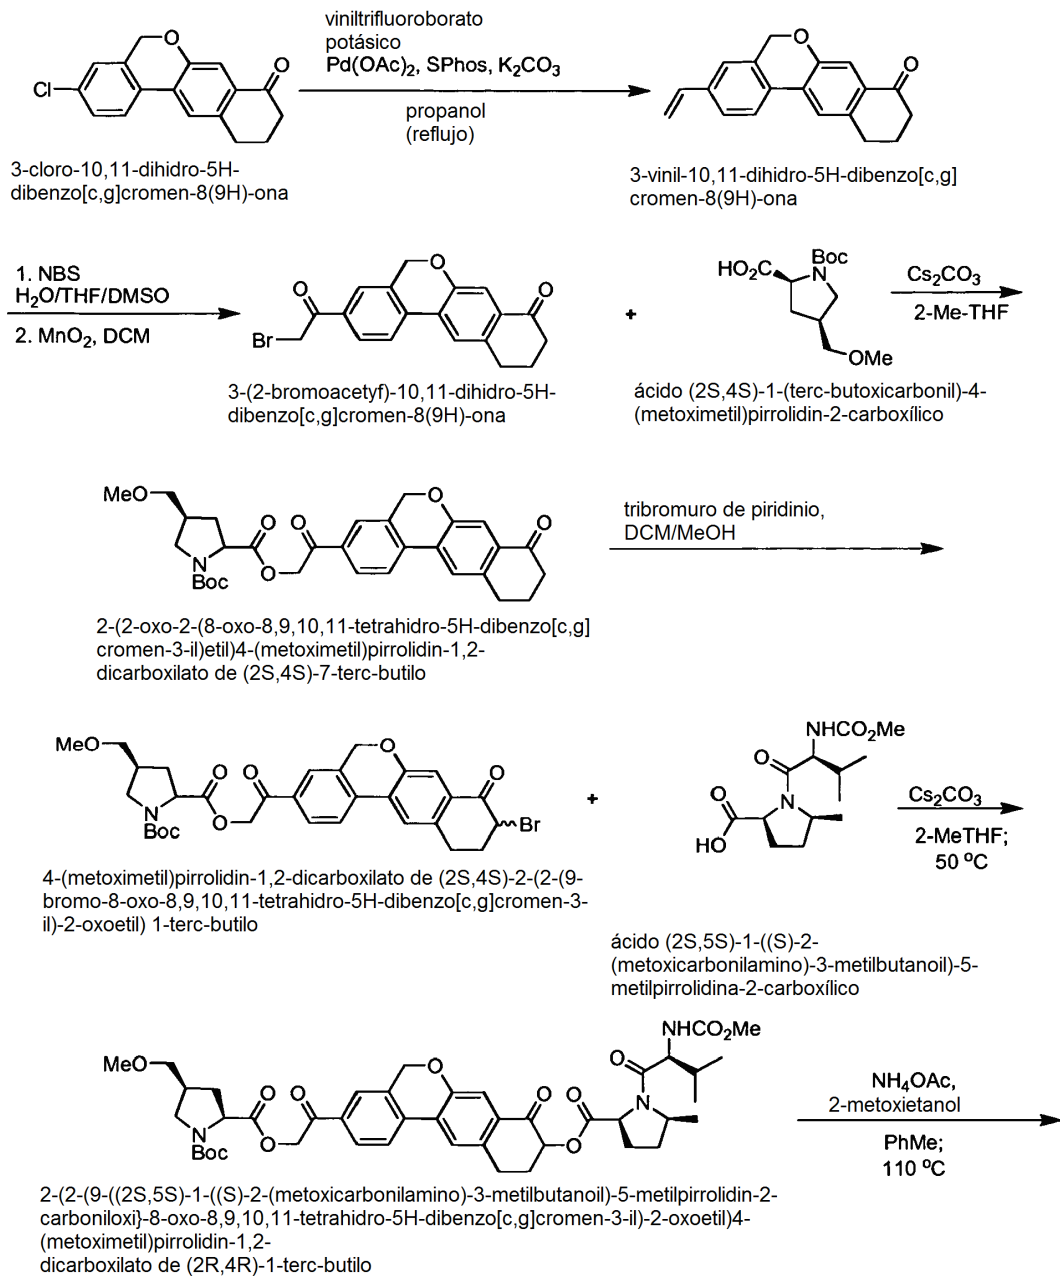 viniltrifluoroborato
potásico
Pd(OAc)2, SPhos, K2CO3
propanol
(reflujo)
Cl
O
O
O
O
3-cloro-10,11-dihidro-5H-
dibenzo[c,g]cromen-8(9H)-ona
3-vinil-10,11-dihidro-5H-dibenzo[c,g]
cromen-8(9H)-ona
1. NBS
H2O/THF/DMSO
2. MnO2, DCM
O
Br
O
O
+
HO2C
Boc
N
OMe
Cs2CO3
2-Me-THF
3-(2-bromoacetyf)-10,11-dihidro-5H-
dibenzo[c,g]cromen-8(9H)-ona
ácido (2S,4S)-1-(terc-butoxicarbonil)-4-
(metoximetil)pirrolidin-2-carboxílico
MeO
N
Boc
O
O
O
O
O
tribromuro de piridinio,
DCM/MeOH
2-(2-oxo-2-(8-oxo-8,9,10,11-tetrahidro-5H-dibenzo[c,g]
cromen-3-il)etil)4-(metoximetil)pirrolidin-1,2-
dicarboxilato de (2S,4S)-7-terc-butilo
MeO
N
Boc
O
O
O
O
O
Br
+
NHCO2Me
O
N
O
HO
Cs2CO3
2-MeTHF;
50 ºC
4-(metoximetil)pirrolidin-1,2-dicarboxilato de (2S,4S)-2-(2-(9-
bromo-8-oxo-8,9,10,11-tetrahidro-5H-dibenzo[c,g]cromen-3-
il)-2-oxoetil) 1-terc-butilo
ácido (2S,5S)-1-((S)-2-
(metoxicarbonilamino)-3-metilbutanoil)-5-
metilpirrolidina-2-carboxílico
MeO
N
Boc
O
O
O
O
O
O
O
NHCO2Me
O
N
NH4OAc,
2-metoxietanol
PhMe;
110 ºC
2-(2-(9-((2S,5S)-1-((S)-2-(metoxicarbonilamino)-3-metilbutanoil)-5-metilpirrolidin-2-
carboniloxi}-8-oxo-8,9,10,11-tetrahidro-5H-dibenzo[c,g]cromen-3-il)-2-oxoetil)4-
(metoximetil)pirrolidin-1,2-
dicarboxilato de (2R,4R)-1-terc-butilo